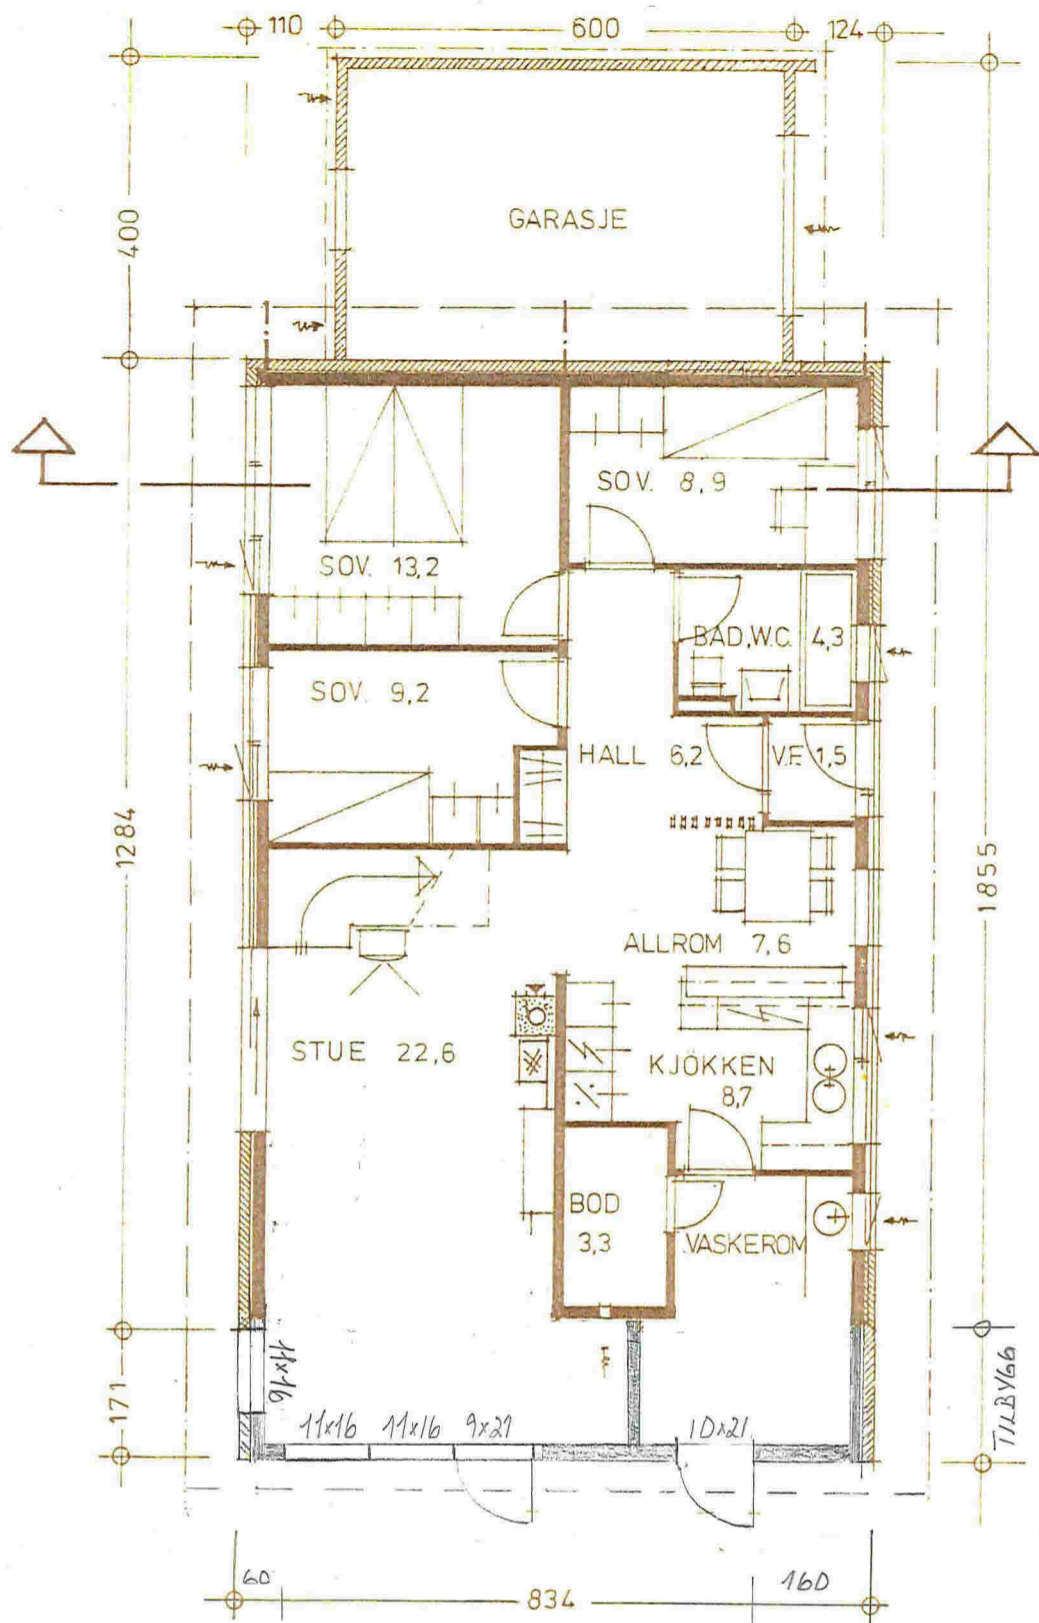 110
600
124
400
GARASJE
SOV. 8,9
SOV. 13,2
BAD,W.C. 4,3
SOV. 9,2
HALL 6,2
V.F. 1,5
1284
1855
ALLROM 7,6
STUE 22,6
KJÖKKEN
8,7
BOD
3,3
VASKEROM
11x16
171
TILBYGG
11x16
11x16
9x21
10x21
60
834
160